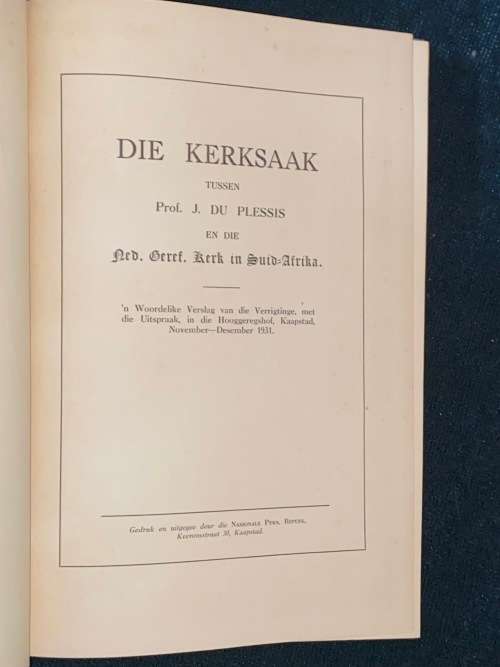 DIE KERKSAAK
TUSSEN
Prof. J. DU PLESSIS
EN DIE
Ned. Geref. Kerk in Suid=Afrika.
'n Woordelike Verslag van die Verrigtinge, met
die Uitspraak, in die Hooggeregshof, Kaapstad,
November—Desember 1931.
Gedruk en uitgegee deur die NASIONALE PERS, BEPERK,
Keeromstraat 30, Kaapstad.